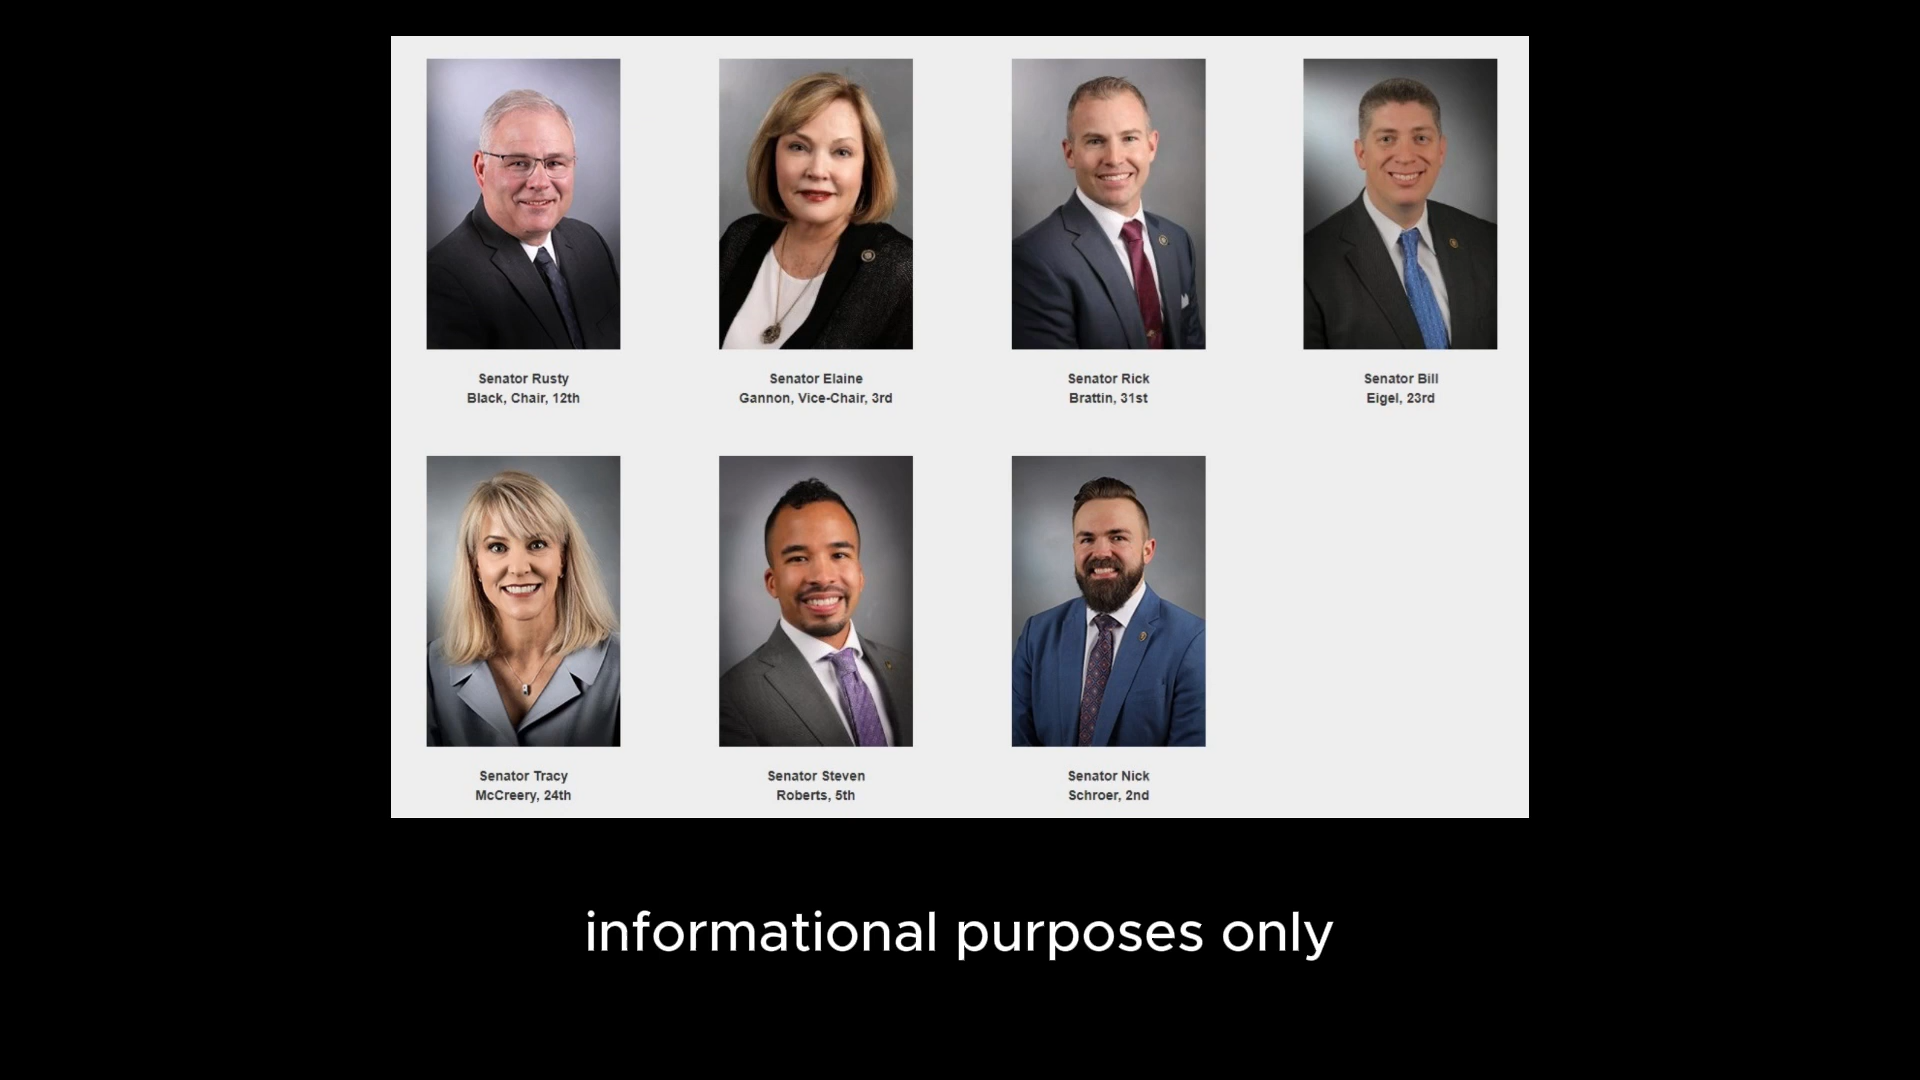 Senator Rusty
Black, Chair, 12th
Senator Elaine
Gannon, Vice-Chair, 3rd
Senator Rick
Brattin, 31st
Senator Bill
Eigel, 23rd
Senator Tracy
McCreery, 24th
Senator Steven
Roberts, 5th
Senator Nick
Schroer, 2nd
informational purposes only